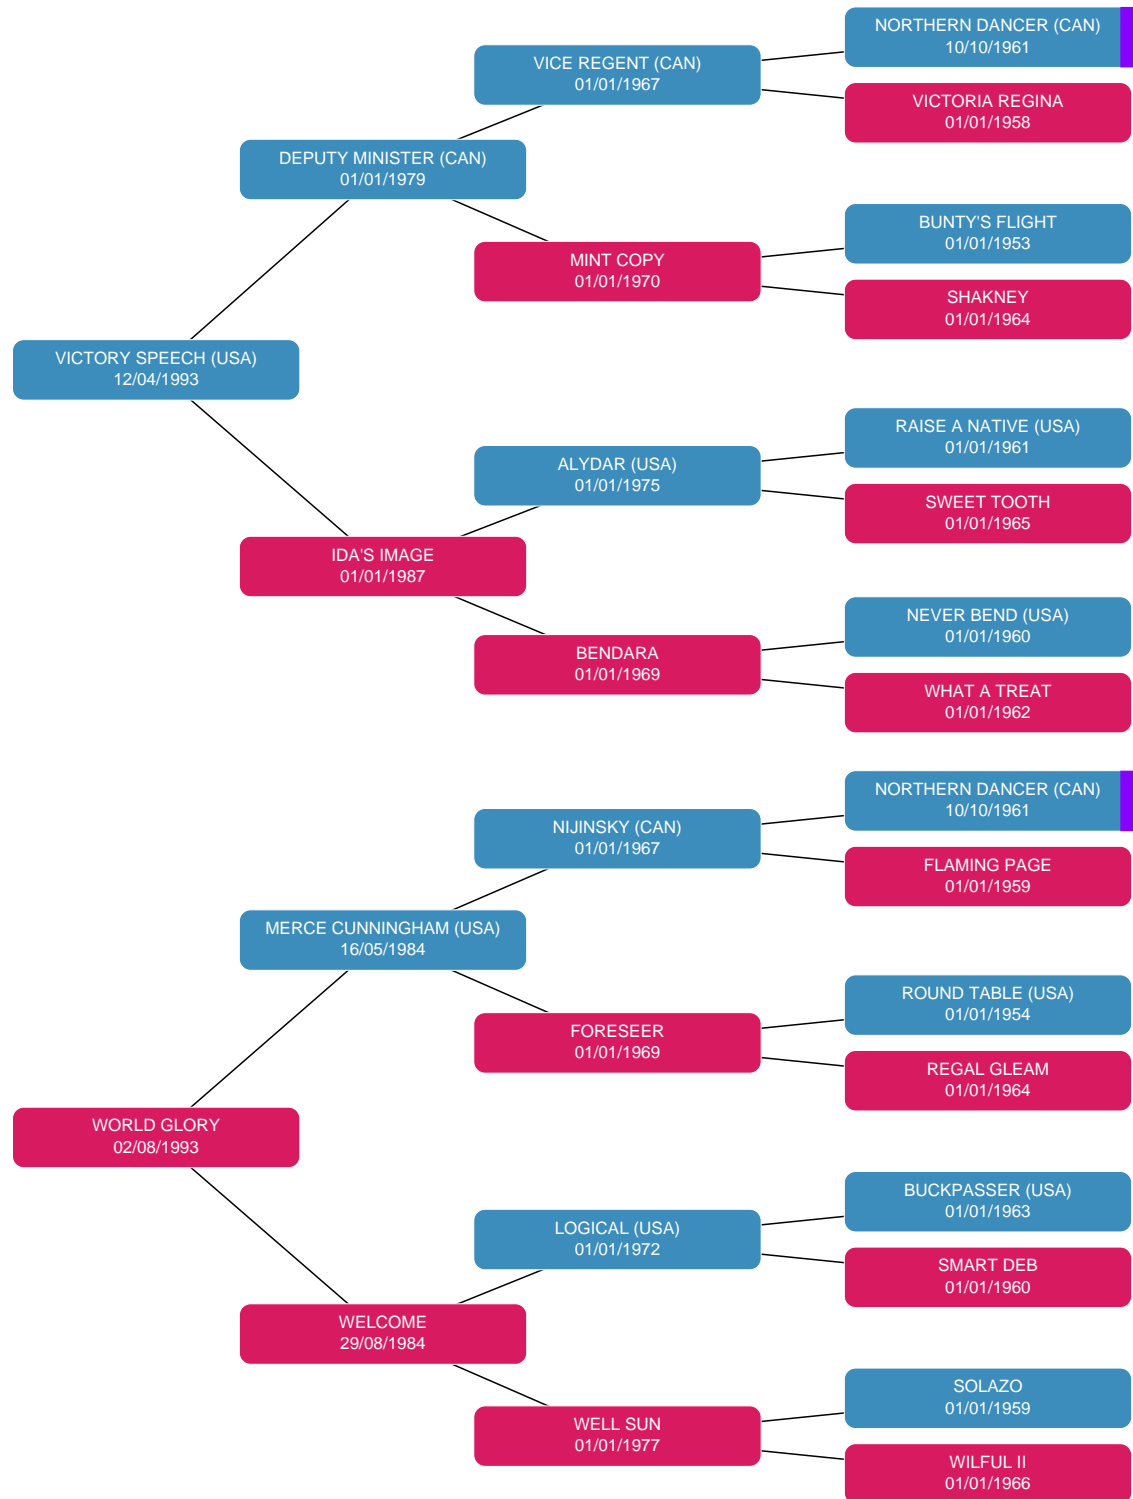 NORTHERN DANCER (CAN)
10/10/1961
VICE REGENT (CAN)
01/01/1967
VICTORIA REGINA
01/01/1958
DEPUTY MINISTER (CAN)
01/01/1979
BUNTY'S FLIGHT
01/01/1953
MINT COPY
01/01/1970
SHAKNEY
01/01/1964
VICTORY SPEECH (USA)
12/04/1993
RAISE A NATIVE (USA)
01/01/1961
ALYDAR (USA)
01/01/1975
SWEET TOOTH
01/01/1965
IDA'S IMAGE
01/01/1987
NEVER BEND (USA)
01/01/1960
BENDARA
01/01/1969
WHAT A TREAT
01/01/1962
NORTHERN DANCER (CAN)
10/10/1961
NIJINSKY (CAN)
01/01/1967
FLAMING PAGE
01/01/1959
MERCE CUNNINGHAM (USA)
16/05/1984
ROUND TABLE (USA)
01/01/1954
FORESEER
01/01/1969
REGAL GLEAM
01/01/1964
WORLD GLORY
02/08/1993
BUCKPASSER (USA)
01/01/1963
LOGICAL (USA)
01/01/1972
SMART DEB
01/01/1960
WELCOME
29/08/1984
SOLAZO
01/01/1959
WELL SUN
01/01/1977
WILFUL II
01/01/1966